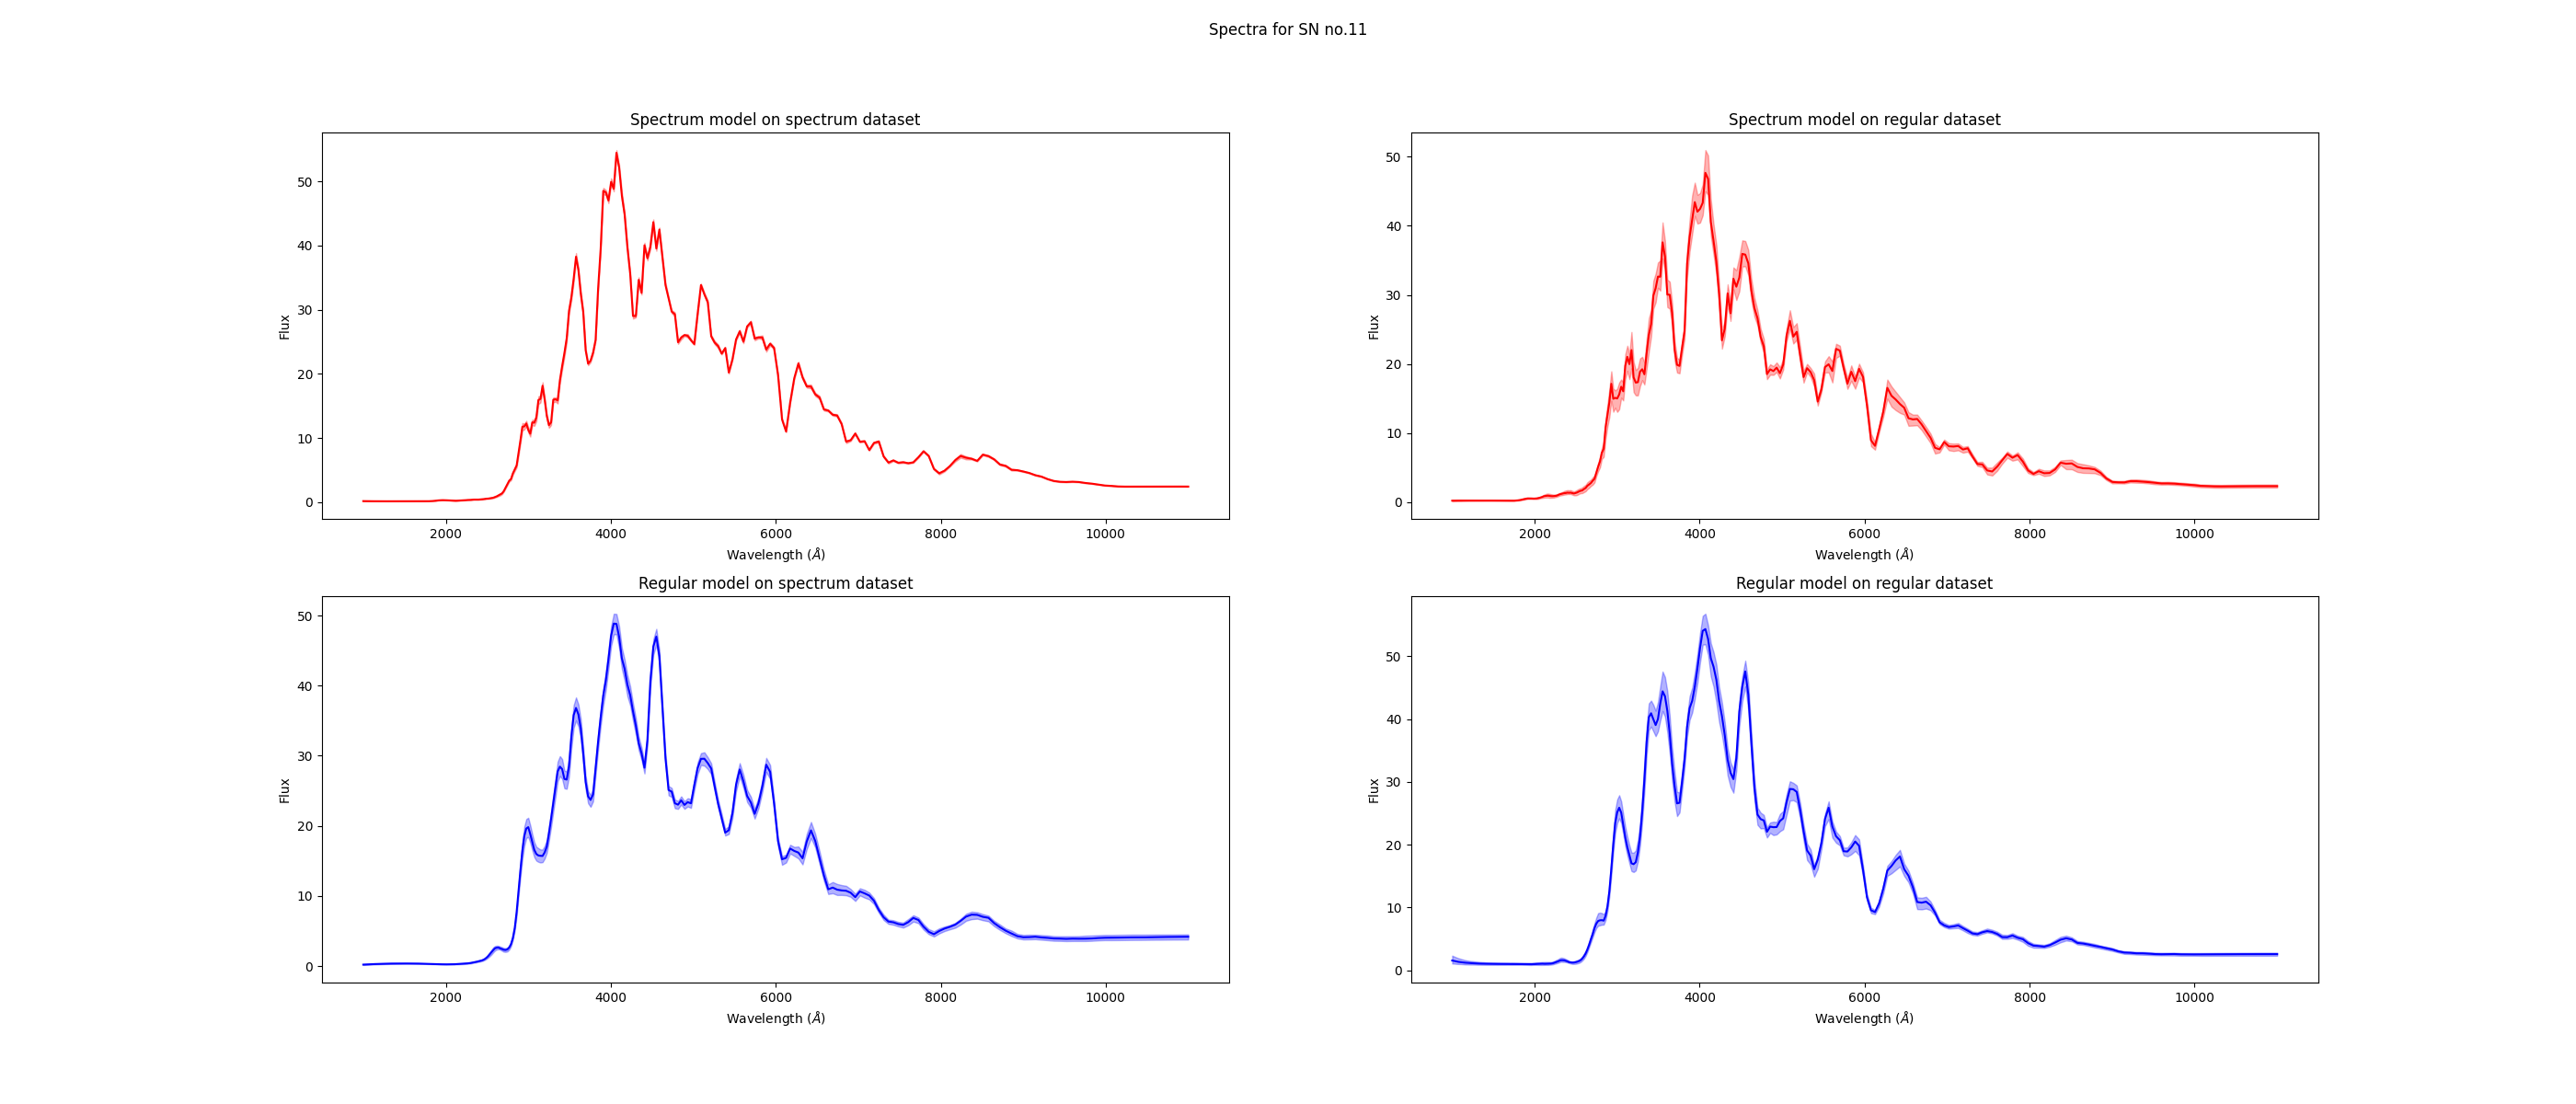 Spectra for SN no.11
Spectrum model on spectrum dataset
50
40
30
20
10
0
Flux
2000 4000 6000 8000 10000
Wavelength (Å)
Spectrum model on regular dataset
50
40
30
20
10
0
Flux
2000 4000 6000 8000 10000
Wavelength (Å)
Regular model on spectrum dataset
50
40
30
20
10
0
Flux
2000 4000 6000 8000 10000
Wavelength (Å)
Regular model on regular dataset
50
40
30
20
10
0
Flux
2000 4000 6000 8000 10000
Wavelength (Å)